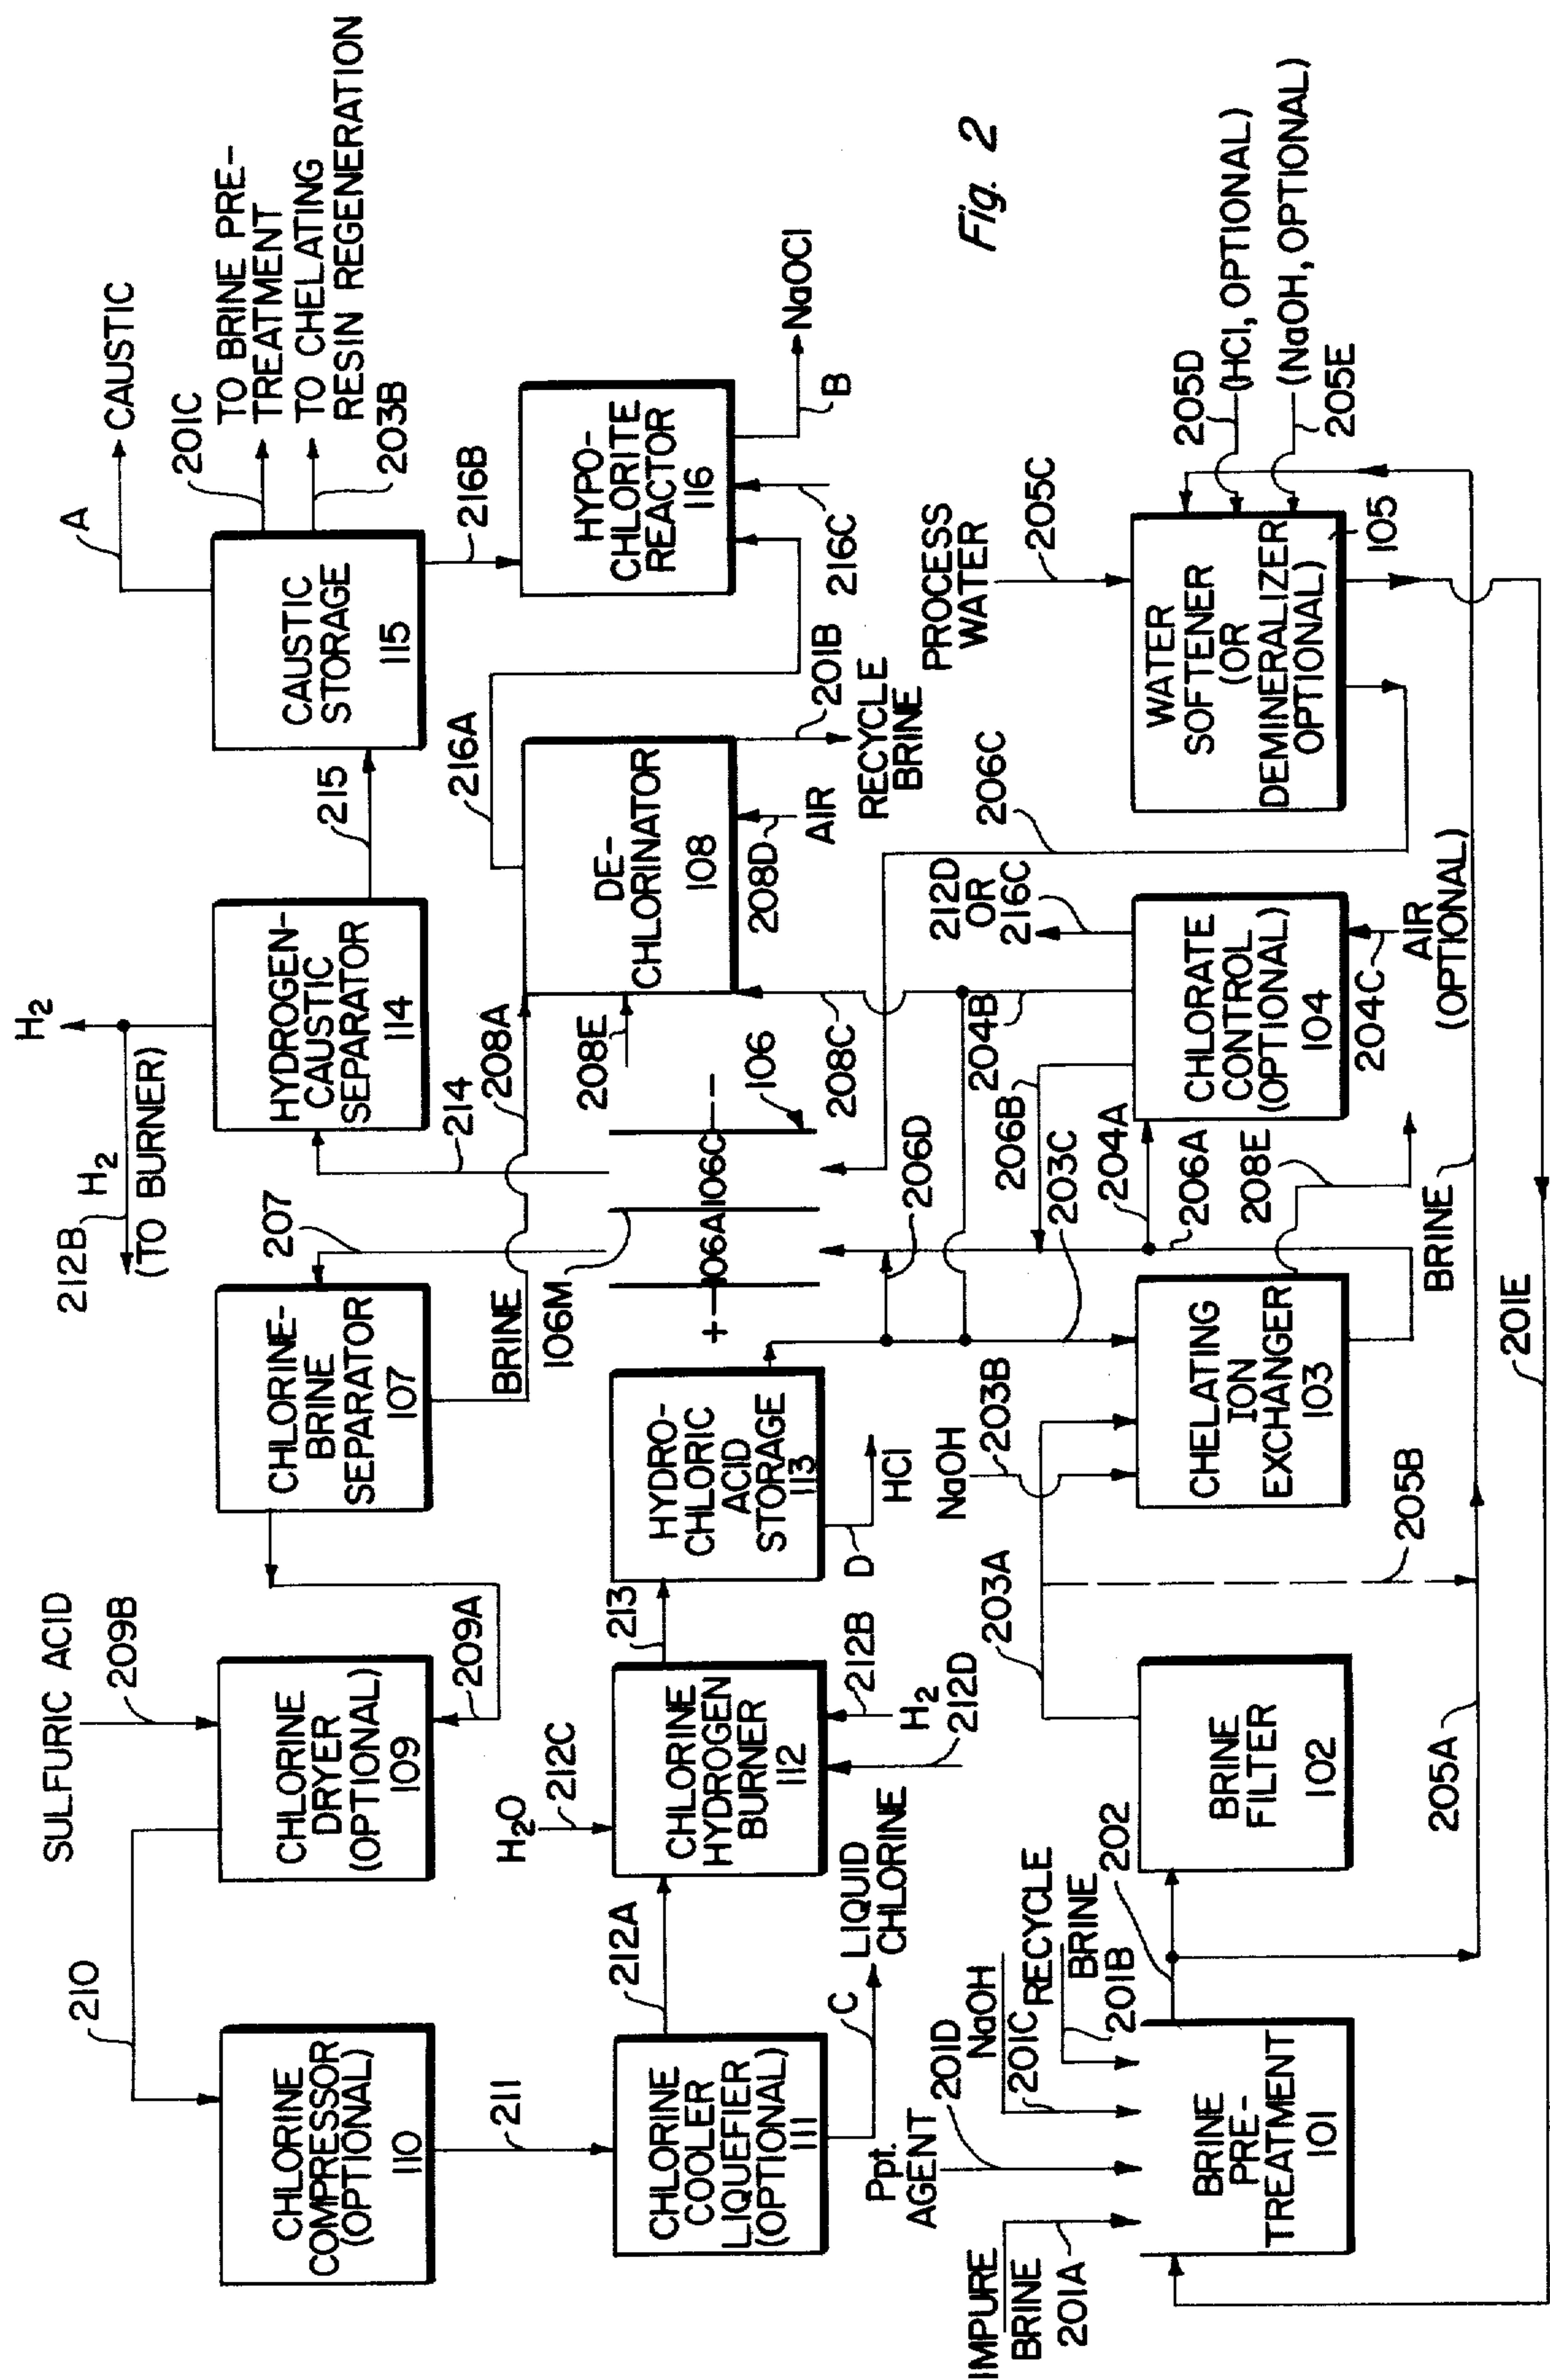 SULFURIC ACID
209B
210
CHLORINE
COMPRESSOR
(OPTIONAL)
110
CHLORINE
DRYER
(OPTIONAL)
109
209A
212B
H2
(TO BURNER)
H2
207
CHLORINE-
BRINE
SEPARATOR
107
214
HYDROGEN-
CAUSTIC
SEPARATOR
114
215
A
CAUSTIC
CAUSTIC
STORAGE
115
201C
TO BRINE PRE-
TREATMENT
TO CHELATING
RESIN REGENERATION
203B
211
CHLORINE
COOLER
LIQUEFIER
(OPTIONAL)
111
212A
C
LIQUID
CHLORINE
H2O
212C
CHLORINE
HYDROGEN
BURNER
112
213
212B
H2
212D
HYDRO-
CHLORIC
ACID
STORAGE
113
D
HCl
BRINE
106M
+
106A
106C
--
106
208A
208E
DE-
CHLORINATOR
108
208D
AIR
208C
216A
201B
RECYCLE
BRINE
216B
HYPO-
CHLORITE
REACTOR
116
216C
B
NaOCl
Fig. 2
IMPURE
BRINE
201A
Ppt.
AGENT
201D
NaOH
201C
RECYCLE
BRINE
201B
BRINE
PRE-
TREATMENT
101
202
BRINE
FILTER
102
205A
203A
205B
NaOH
203B
CHELATING
ION
EXCHANGER
103
203C
206D
206B
204A
206A
208E
BRINE
201E
204B
212D
OR
216C
CHLORATE
CONTROL
(OPTIONAL)
104
204C
AIR
(OPTIONAL)
206C
PROCESS
WATER
205C
WATER
SOFTENER
(OR
DEMINERALIZER
OPTIONAL)
105
205D
(HCl, OPTIONAL)
(NaOH, OPTIONAL)
205E